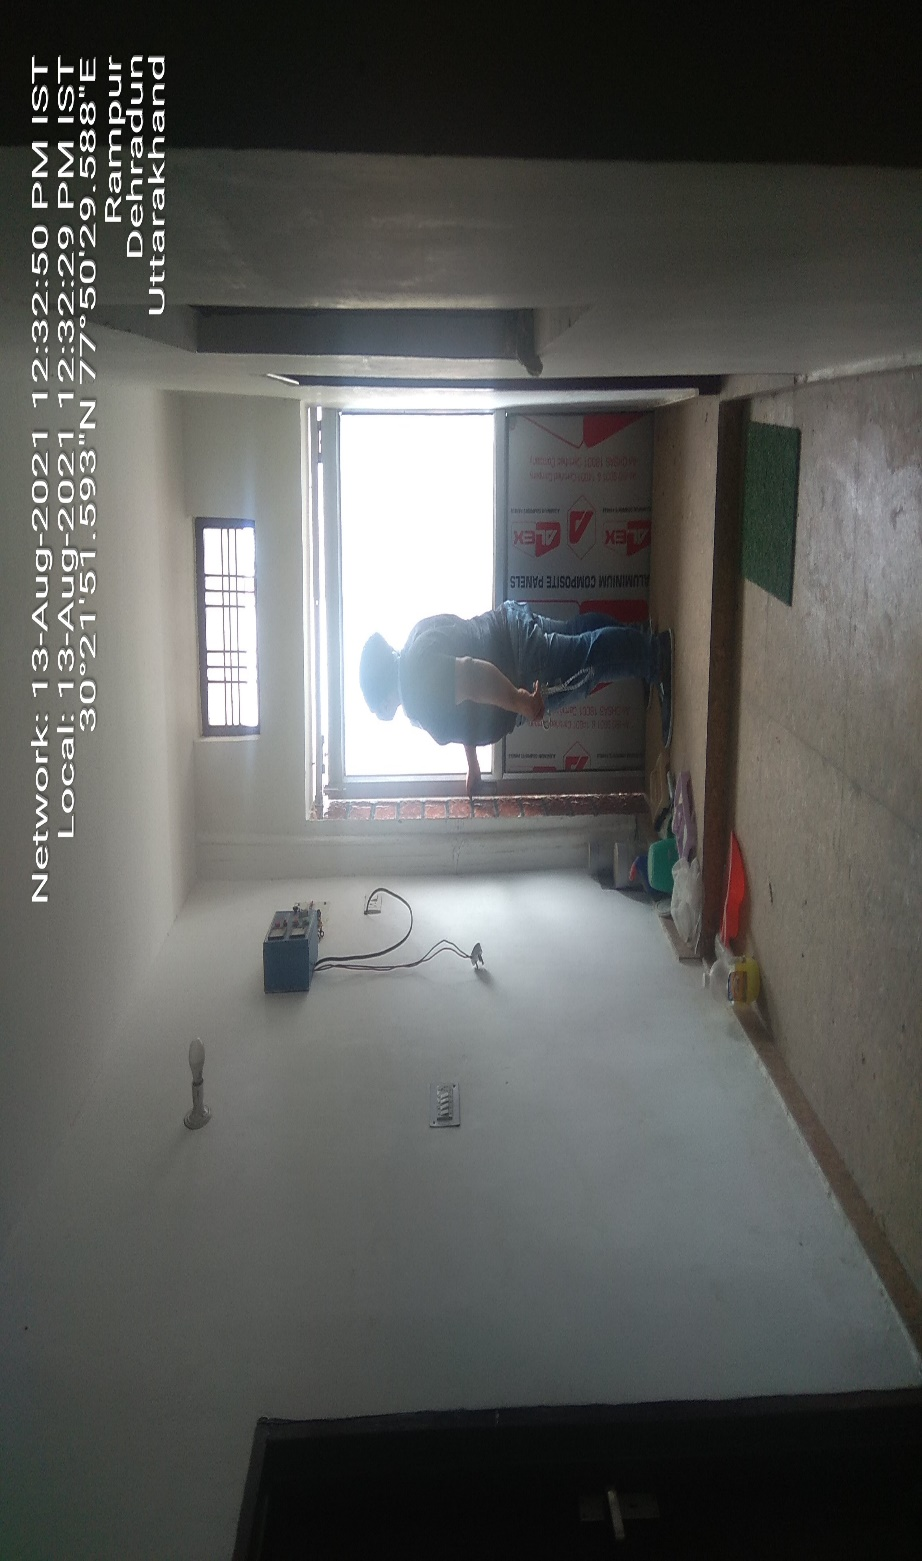 Network: 13-Aug-2021 12:32:50 PM IST
Local: 13-Aug-2021 12:32:29 PM IST
30°21'51.593"N 77°50'29.588"E
Rampur
Dehradun
Uttarakhand
ALEX
ALEX
ALUMINIUM COMPOSITE PANELS